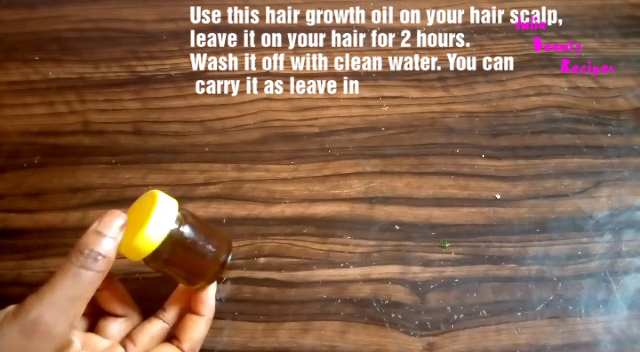 Use this hair growth oil on your hair scalp,
leave it on your hair for 2 hours.
Wash it off with clean water. You can
carry it as leave in
Julia
Beauty
Recipes